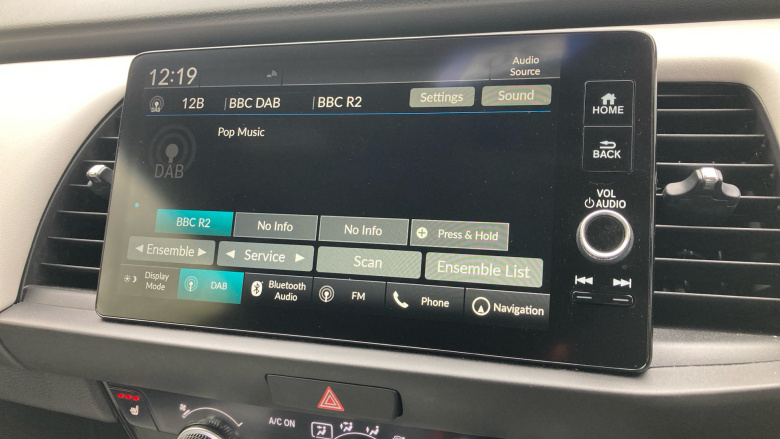 12:19
Audio
Source
DAB 12B BBC DAB BBC R2 Settings Sound
HOME
Pop Music
BACK
DAB
VOL
AUDIO
BBC R2 No Info No Info Press & Hold
Ensemble Service Scan Ensemble List
Display
Mode
DAB
Bluetooth
Audio
FM
Phone
Navigation
A/C ON